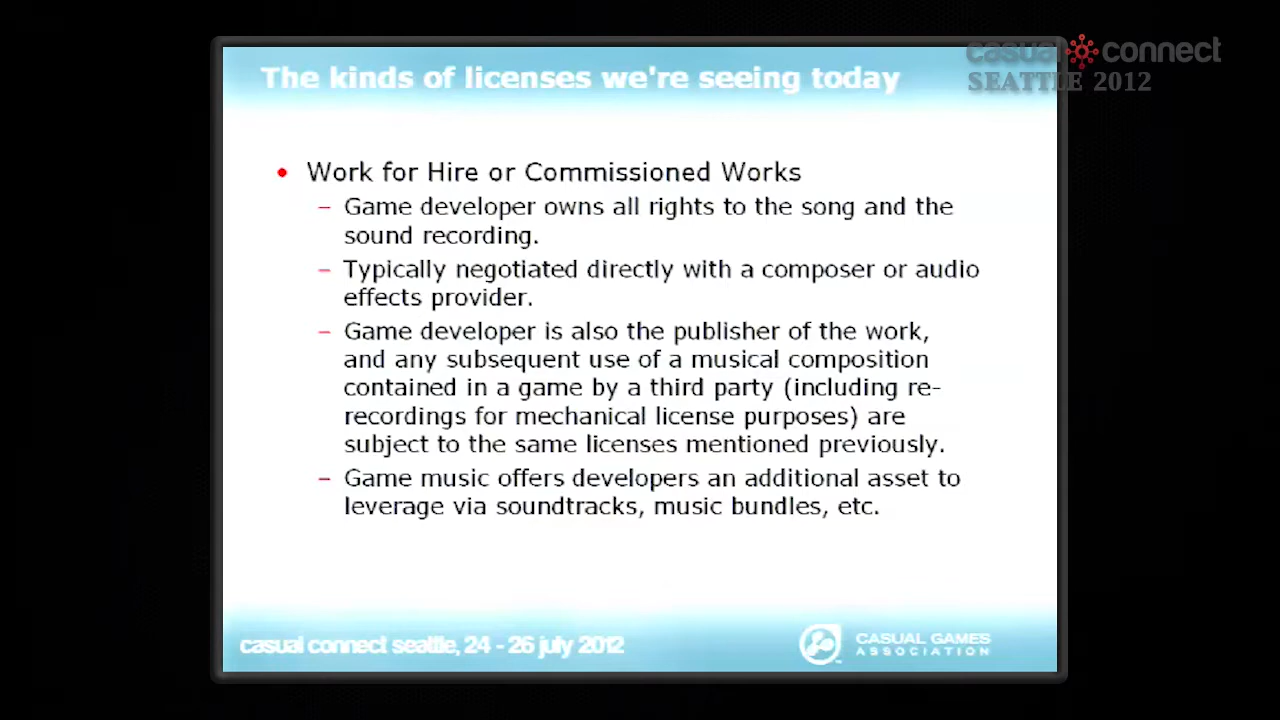 casual connect
SEATTLE 2012
The kinds of licenses we're seeing today
• Work for Hire or Commissioned Works
– Game developer owns all rights to the song and the
sound recording.
– Typically negotiated directly with a composer or audio
effects provider.
– Game developer is also the publisher of the work,
and any subsequent use of a musical composition
contained in a game by a third party (including re-
recordings for mechanical license purposes) are
subject to the same licenses mentioned previously.
– Game music offers developers an additional asset to
leverage via soundtracks, music bundles, etc.
casual connect seattle, 24 - 26 july 2012
CASUAL GAMES
ASSOCIATION